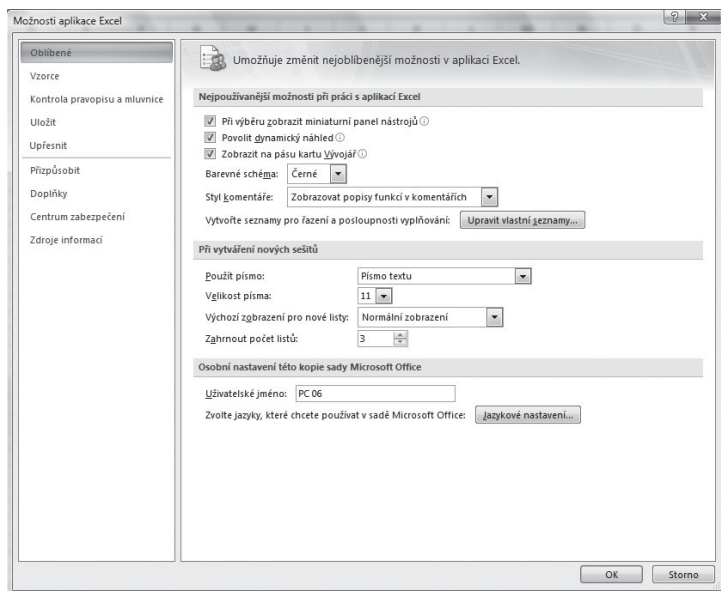 Možnosti aplikace Excel
Oblíbené
Vzorce
Kontrola pravopisu a mluvnice
Uložit
Upřesnit
Přizpůsobit
Doplňky
Centrum zabezpečení
Zdroje informací
Umožňuje změnit nejoblíbenější možnosti v aplikaci Excel.
Nejpoužívanější možnosti při práci s aplikací Excel
Při výběru zobrazit miniaturní panel nástrojů
Povolit dynamický náhled
Zobrazit na pásu kartu Vývojář
Barevné schéma: Černé
Styl komentáře: Zobrazovat popisy funkcí v komentářích
Vytvořte seznamy pro řazení a posloupnosti vyplňování: Upravit vlastní seznamy...
Při vytváření nových sešitů
Použít písmo: Písmo textu
Velikost písma: 11
Výchozí zobrazení pro nové listy: Normální zobrazení
Zahrnout počet listů: 3
Osobní nastavení této kopie sady Microsoft Office
Uživatelské jméno: PC 06
Zvolte jazyky, které chcete používat v sadě Microsoft Office: Jazykové nastavení...
OK Storno